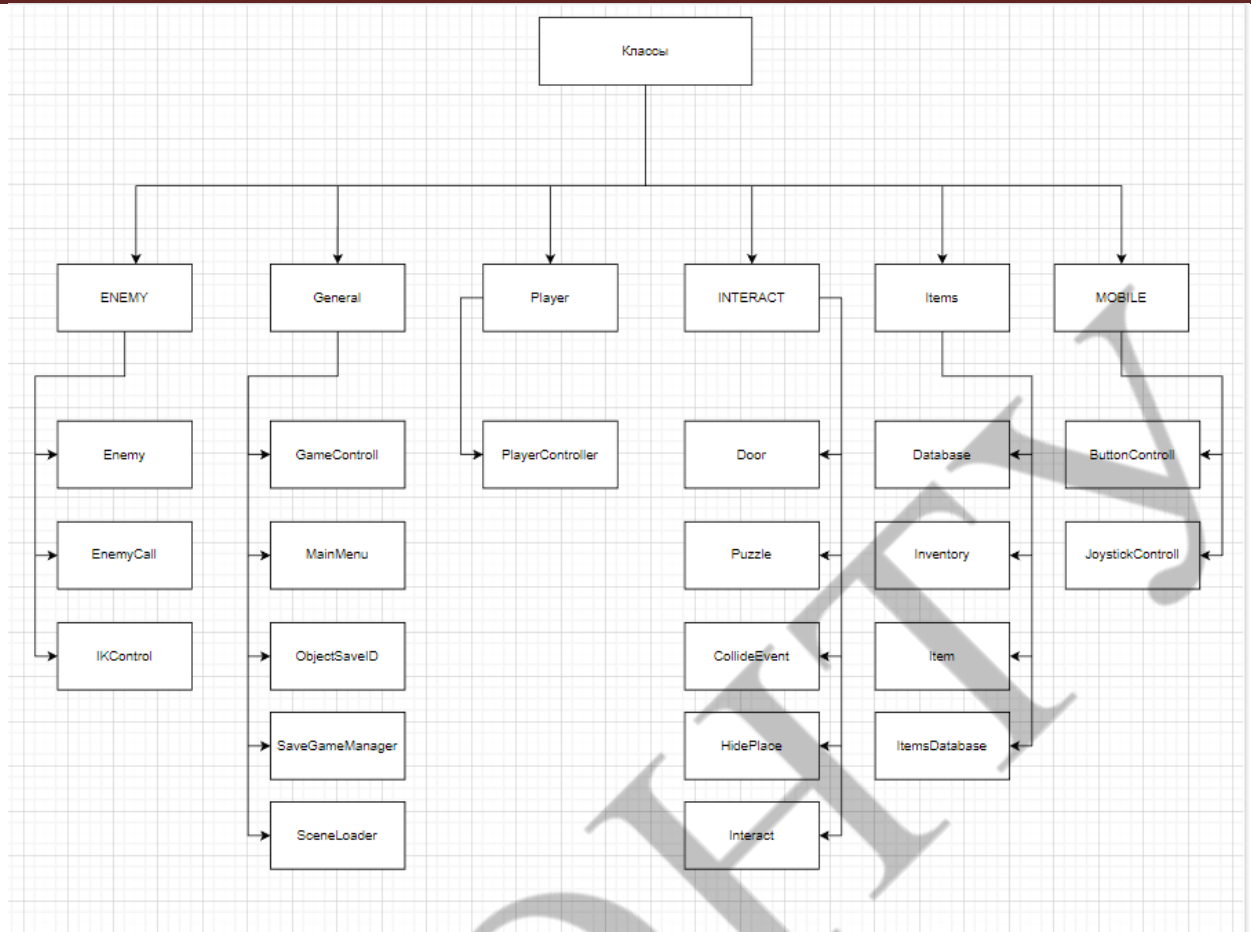 Классы
ENEMY
General
Player
INTERACT
Items
MOBILE
Enemy
GameControll
PlayerController
Door
Database
ButtonControll
EnemyCall
MainMenu
Puzzle
Inventory
JoystickControll
IKControl
ObjectSaveID
CollideEvent
Item
SaveGameManager
HidePlace
ItemsDatabase
SceneLoader
Interact